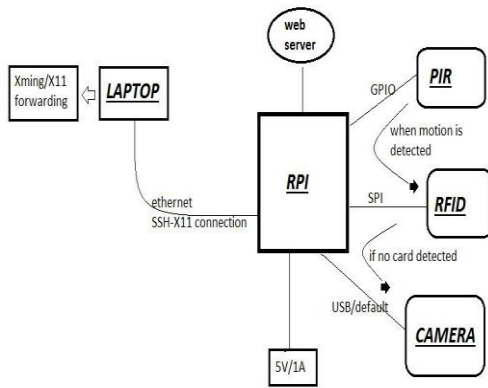 web
server
Xming/X11
forwarding
LAPTOP
PIR
GPIO
when motion is
detected
RPI
ethernet
SSH-X11 connection
SPI
RFID
if no card detected
USB/default
CAMERA
5V/1A